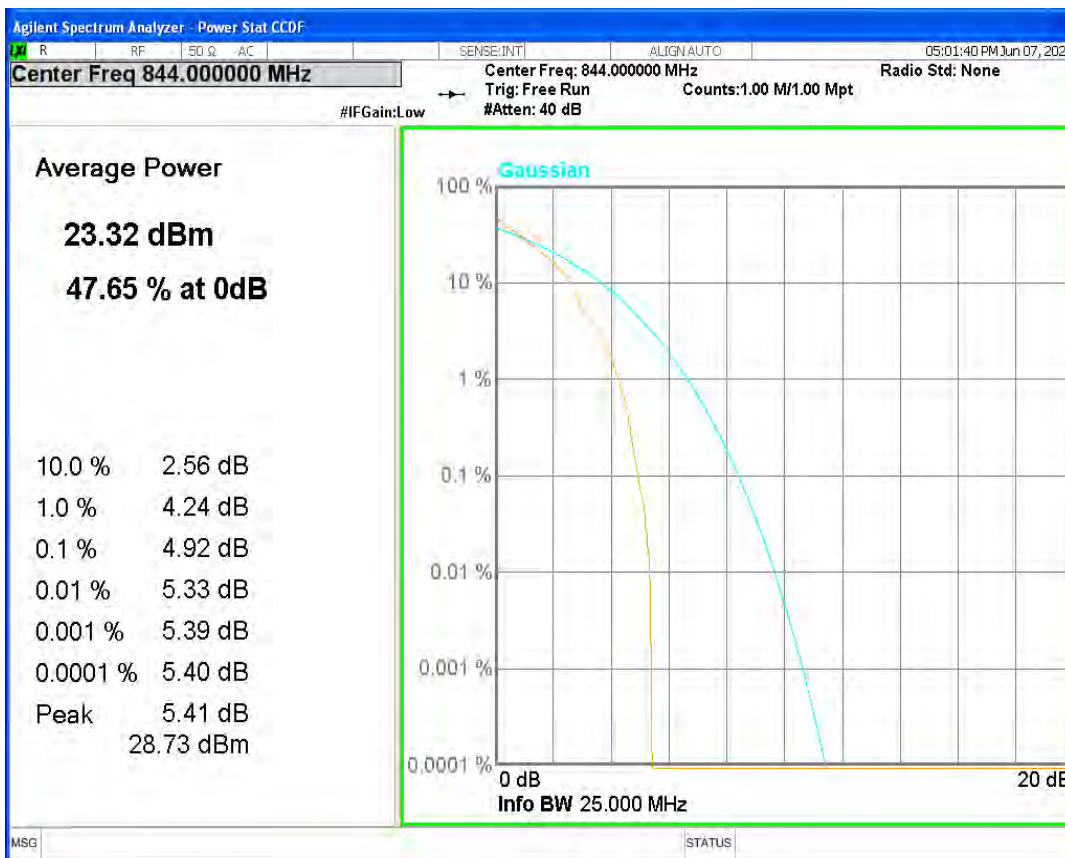 Agilent Spectrum Analyzer - Power Stat CCDF
LXI R RF 50 Ω AC SENSE:INT ALIGN AUTO 05:01:40 PM Jun 07, 202
Center Freq 844.000000 MHz Center Freq: 844.000000 MHz Radio Std: None
Trig: Free Run Counts:1.00 M/1.00 Mpt
#IFGain:Low #Atten: 40 dB
Average Power
23.32 dBm
47.65 % at 0dB
10.0 % 2.56 dB
1.0 % 4.24 dB
0.1 % 4.92 dB
0.01 % 5.33 dB
0.001 % 5.39 dB
0.0001 % 5.40 dB
Peak 5.41 dB
28.73 dBm
Gaussian
100 %
10 %
1 %
0.1 %
0.01 %
0.001 %
0.0001 %
0 dB 20 dB
Info BW 25.000 MHz
MSG STATUS